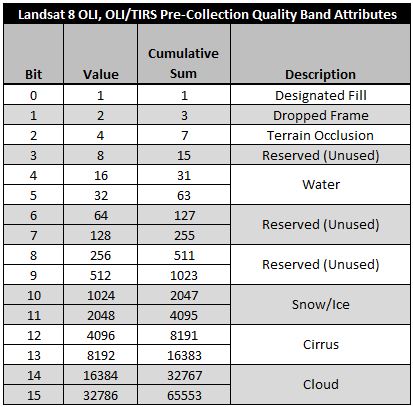 Landsat 8 OLI, OLI/TIRS Pre-Collection Quality Band Attributes
Bit Value Cumulative Sum Description
0 1 1 Designated Fill
1 2 3 Dropped Frame
2 4 7 Terrain Occlusion
3 8 15 Reserved (Unused)
4 16 31 Water
5 32 63
6 64 127 Reserved (Unused)
7 128 255
8 256 511 Reserved (Unused)
9 512 1023
10 1024 2047 Snow/Ice
11 2048 4095
12 4096 8191 Cirrus
13 8192 16383
14 16384 32767 Cloud
15 32786 65553